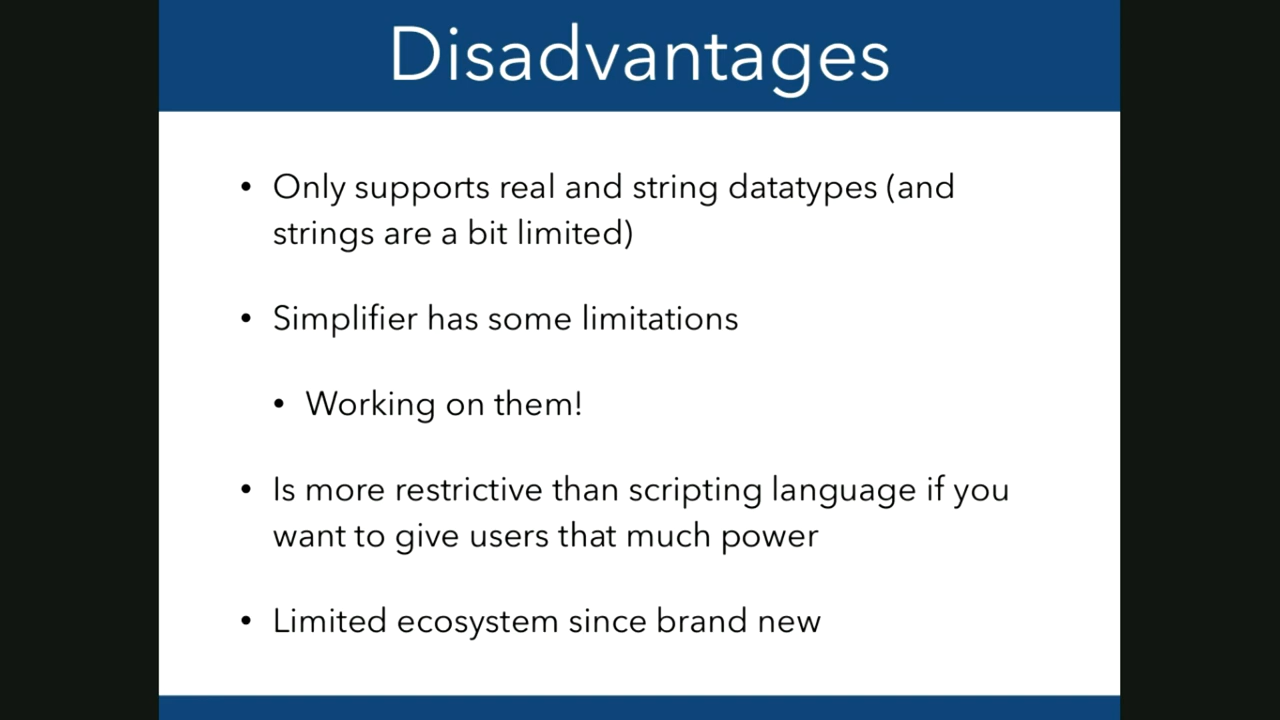 Disadvantages
• Only supports real and string datatypes (and
strings are a bit limited)
• Simplifier has some limitations
• Working on them!
• Is more restrictive than scripting language if you
want to give users that much power
• Limited ecosystem since brand new